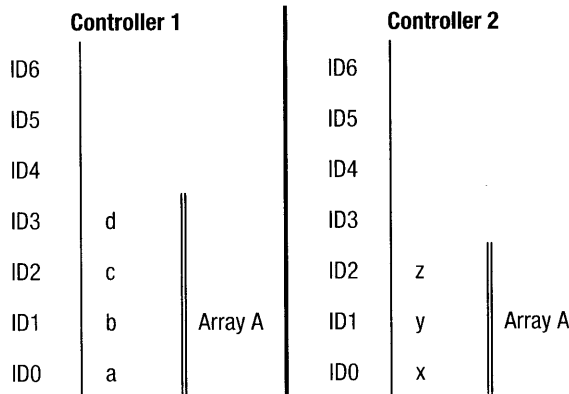 Controller 1
ID6
ID5
ID4
ID3 d
ID2 c
ID1 b Array A
ID0 a
Controller 2
ID6
ID5
ID4
ID3
ID2 z
ID1 y Array A
ID0 x